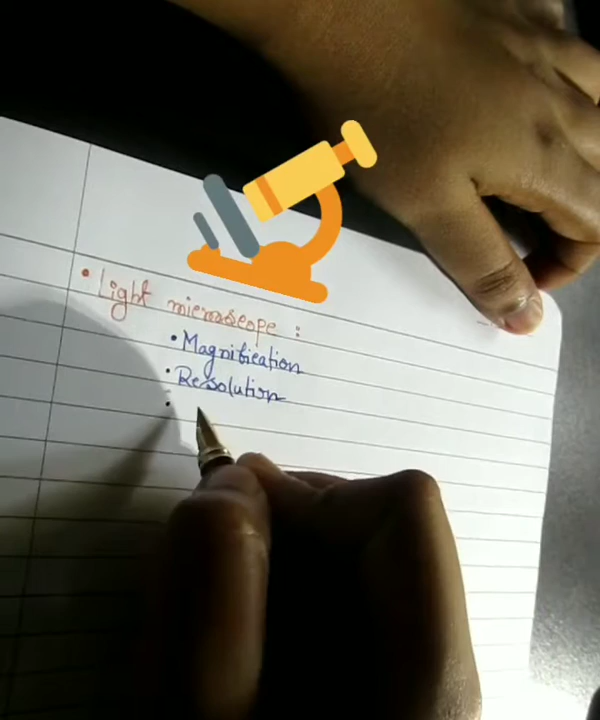 • Light microscope :
• Magnification
• Resolution
•